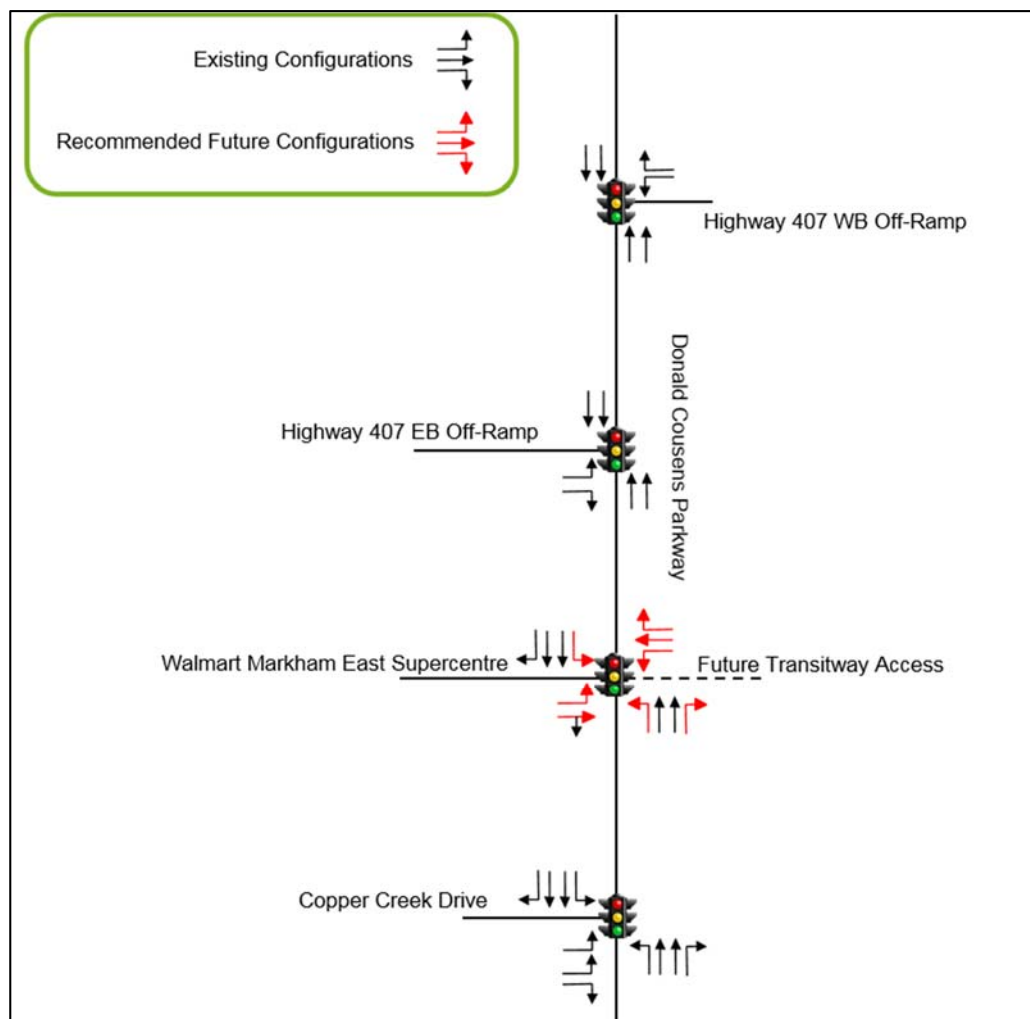 Existing Configurations
Recommended Future Configurations
Highway 407 WB Off-Ramp
Donald Cousens Parkway
Highway 407 EB Off-Ramp
Walmart Markham East Supercentre
Future Transitway Access
Copper Creek Drive